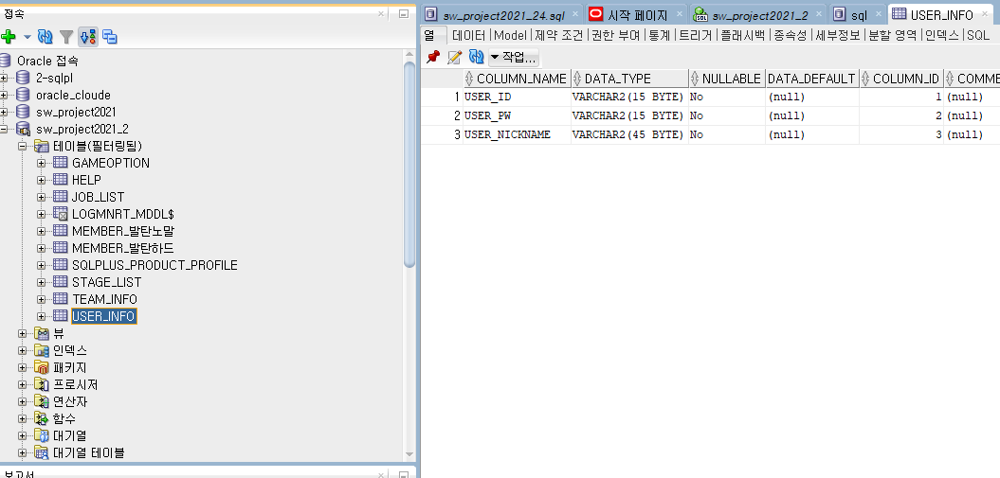 접속
Oracle 접속
2-sqlpl
oracle_cloude
sw_project2021
sw_project2021_2
테이블(필터링됨)
GAMEOPTION
HELP
JOB_LIST
LOGMNRT_MDDL$
MEMBER_발탄노말
MEMBER_발탄하드
SQLPLUS_PRODUCT_PROFILE
STAGE_LIST
TEAM_INFO
USER_INFO
뷰
인덱스
패키지
프로시저
연산자
함수
대기열
대기열 테이블
보고서
sw_project2021_24.sql 시작 페이지 sw_project2021_2 sql USER_INFO
열 데이터 Model 제약 조건 권한 부여 통계 트리거 플래시백 종속성 세부정보 분할 영역 인덱스 SQL
작업...
COLUMN_NAME DATA_TYPE NULLABLE DATA_DEFAULT COLUMN_ID COMME
1 USER_ID VARCHAR2(15 BYTE) No (null) 1 (null)
2 USER_PW VARCHAR2(15 BYTE) No (null) 2 (null)
3 USER_NICKNAME VARCHAR2(45 BYTE) No (null) 3 (null)